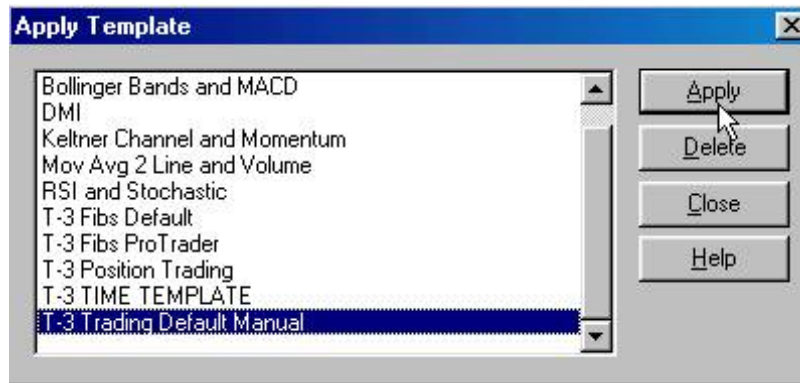 Apply Template
Bollinger Bands and MACD
DMI
Keltner Channel and Momentum
Mov Avg 2 Line and Volume
RSI and Stochastic
T-3 Fibs Default
T-3 Fibs ProTrader
T-3 Position Trading
T-3 TIME TEMPLATE
T-3 Trading Default Manual
Apply
Delete
Close
Help